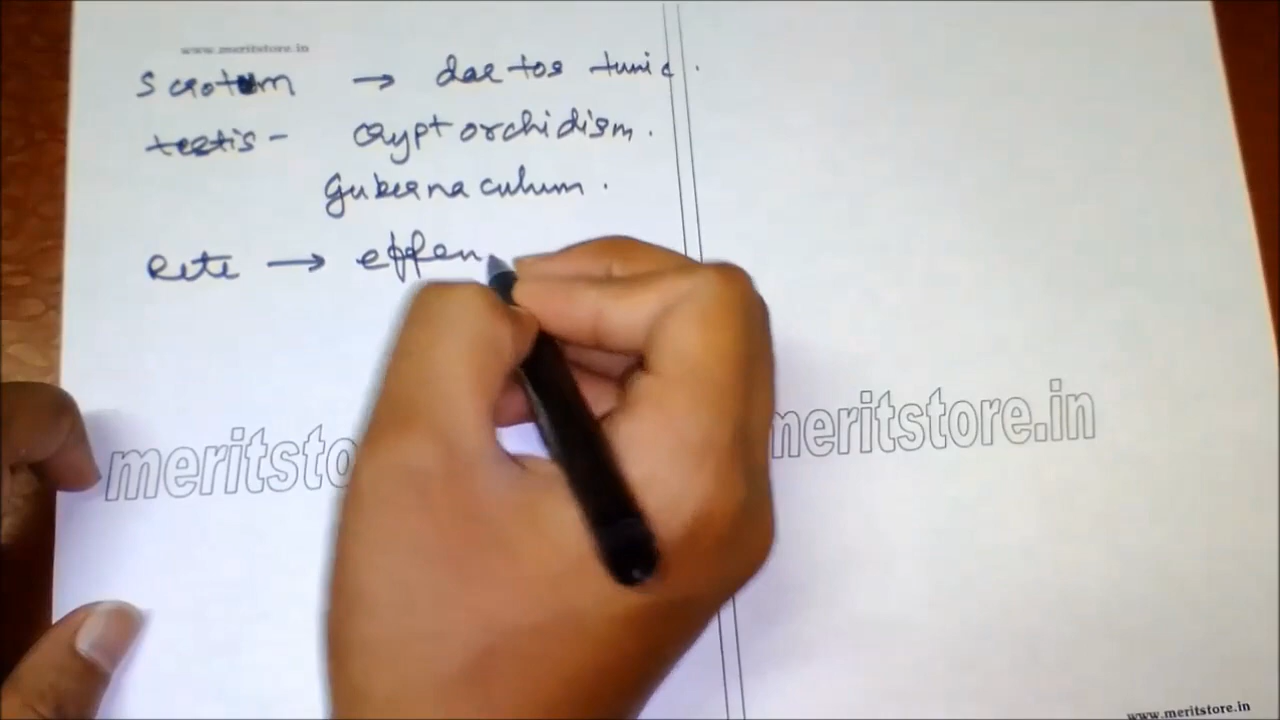 www.meritstore.in
Scrotum → dartos tunic.
testis - cryptorchidism.
Gubernaculum.
Rete → efferen
meritsto
meritstore.in
www.meritstore.in